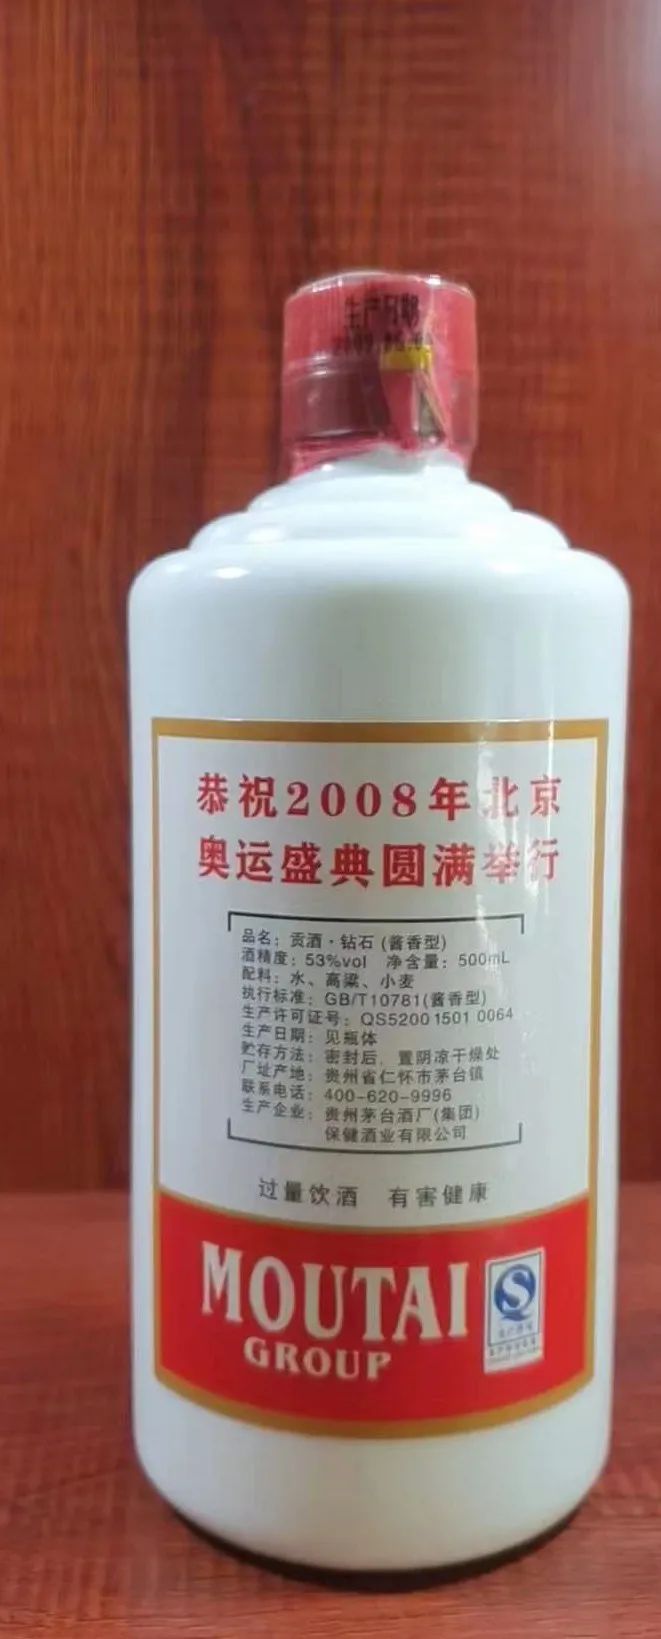 生产日期
恭祝2008年北京
奥运盛典圆满举行
品名：贡酒·钻石 (酱香型)
酒精度：53%vol 净含量：500mL
配料：水、高粱、小麦
执行标准：GB/T10781(酱香型)
生产许可证号：QS5200 1501 0064
生产日期：见瓶体
贮存方法：密封后，置阴凉干燥处
厂址产地：贵州省仁怀市茅台镇
联系电话：400-620-9996
生产企业：贵州茅台酒厂(集团)
保健酒业有限公司
过量饮酒 有害健康
MOUTAI
GROUP